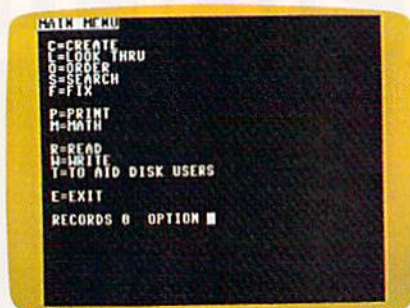 MAIN MENU
C=CREATE
L=LOOK THRU
O=ORDER
S=SEARCH
F=FIX
P=PRINT
M=MATH
R=READ
W=WRITE
T=TO AID DISK USERS
E=EXIT
RECORDS 0 OPTION